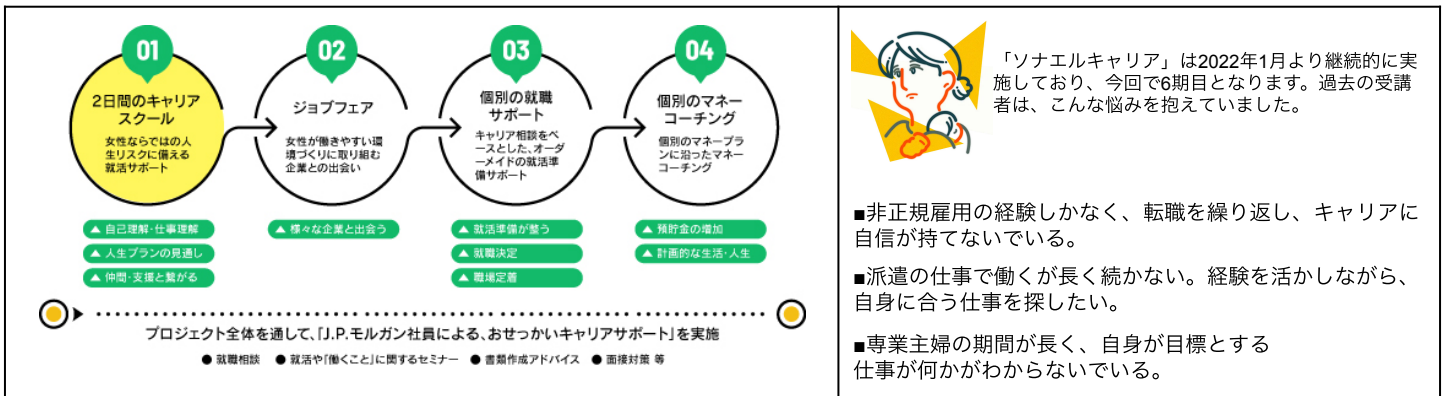 01
2日間のキャリア
スクール
女性ならではの人
生リスクに備える
就活サポート
▲ 自己理解・仕事理解
▲ 人生プランの見通し
▲ 仲間・支援と繋がる
02
ジョブフェア
女性が働きやすい環
境づくりに取り組む
企業との出会い
▲ 様々な企業と出会う
03
個別の就職
サポート
キャリア相談をベ
ースとした、オーダ
ーメイドの就活準
備サポート
▲ 就活準備が整う
▲ 就職決定
▲ 職場定着
04
個別のマネー
コーチング
個別のマネープラ
ンに沿ったマネー
コーチング
▲ 預貯金の増加
▲ 計画的な生活・人生
プロジェクト全体を通して、「J.P.モルガン社員による、おせっかいキャリアサポート」を実施
● 就職相談 ● 就活や「働くこと」に関するセミナー ● 書類作成アドバイス ● 面接対策 等
「ソナエルキャリア」は2022年1月より継続的に実
施しており、今回で6期目となります。過去の受講
者は、こんな悩みを抱えていました。
■非正規雇用の経験しかなく、転職を繰り返し、キャリアに
自信が持てないでいる。
■派遣の仕事で働くが長く続かない。経験を活かしながら、
自身に合う仕事を探したい。
■専業主婦の期間が長く、自身が目標とする
仕事が何かがわからないでいる。